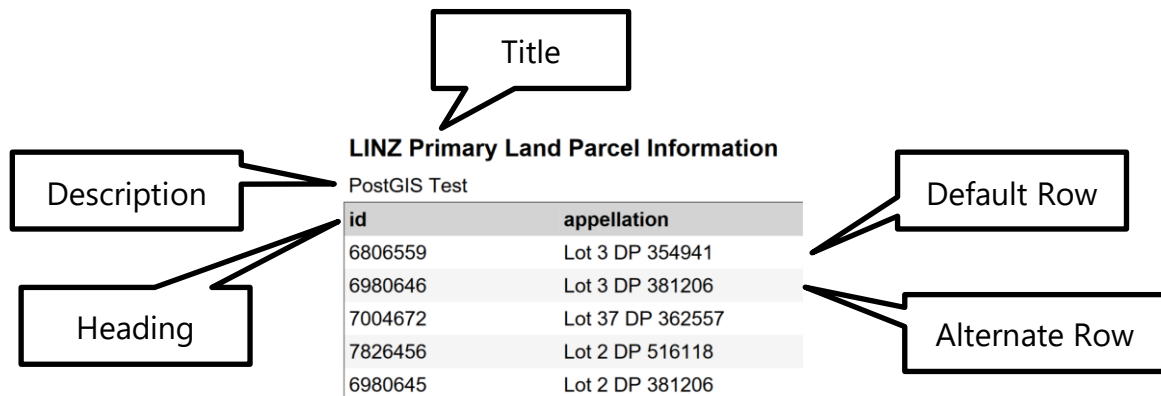 Title
LINZ Primary Land Parcel Information
Description
PostGIS Test
Default Row
id appellation
6806559 Lot 3 DP 354941
6980646 Lot 3 DP 381206
Heading
7004672 Lot 37 DP 362557
Alternate Row
7826456 Lot 2 DP 516118
6980645 Lot 2 DP 381206